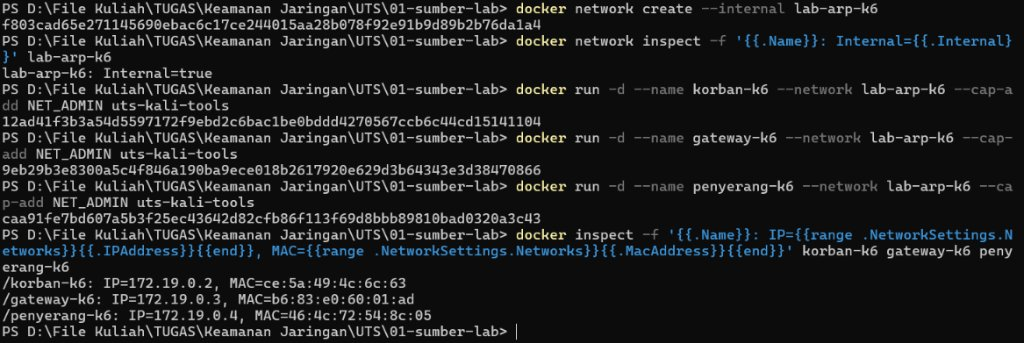 PS D:\File Kuliah\TUGAS\Keamanan Jaringan\UTS\01-sumber-lab> docker network create --internal lab-arp-k6
f803cad65e271145690ebac6c17ce244015aa28b078f92e91b9d89b2b76da1a4
PS D:\File Kuliah\TUGAS\Keamanan Jaringan\UTS\01-sumber-lab> docker network inspect -f '{{.Name}}: Internal={{.Internal}
}' lab-arp-k6
lab-arp-k6: Internal=true
PS D:\File Kuliah\TUGAS\Keamanan Jaringan\UTS\01-sumber-lab> docker run -d --name korban-k6 --network lab-arp-k6 --cap-a
dd NET_ADMIN uts-kali-tools
12ad41f3b3a54d5597172f9ebd2c6bac1be0bddd4270567ccb6c44cd15141104
PS D:\File Kuliah\TUGAS\Keamanan Jaringan\UTS\01-sumber-lab> docker run -d --name gateway-k6 --network lab-arp-k6 --cap-
add NET_ADMIN uts-kali-tools
9eb29b3e8300a5c4f846a190ba9ece018b2617920e629d3b64343e3d38470866
PS D:\File Kuliah\TUGAS\Keamanan Jaringan\UTS\01-sumber-lab> docker run -d --name penyerang-k6 --network lab-arp-k6 --ca
p-add NET_ADMIN uts-kali-tools
caa91fe7bd607a5b3f25ec43642d82cfb86f113f69d8bbb89810bad0320a3c43
PS D:\File Kuliah\TUGAS\Keamanan Jaringan\UTS\01-sumber-lab> docker inspect -f '{{.Name}}: IP={{range .NetworkSettings.N
etworks}}{{.IPAddress}}{{end}}, MAC={{range .NetworkSettings.Networks}}{{.MacAddress}}{{end}}' korban-k6 gateway-k6 peny
erang-k6
/korban-k6: IP=172.19.0.2, MAC=ce:5a:49:4c:6c:63
/gateway-k6: IP=172.19.0.3, MAC=b6:83:e0:60:01:ad
/penyerang-k6: IP=172.19.0.4, MAC=46:4c:72:54:8c:05
PS D:\File Kuliah\TUGAS\Keamanan Jaringan\UTS\01-sumber-lab>